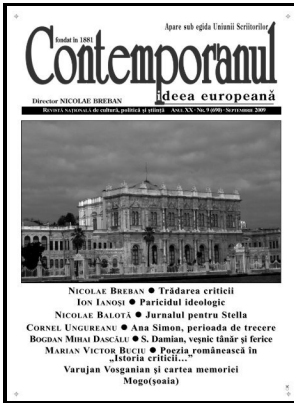 Apare sub egida Uniunii Scriitorilor
fondat în 1881
Contemporanul
ideea europeană
Director NICOLAE BREBAN
REVISTĂ NAȚIONALĂ de cultură, politică și știință ANUL XX • NR. 9 (690) • SEPTEMBRIE 2009
NICOLAE BREBAN ● Trădarea criticii
ION IANOȘI ● Paricidul ideologic
NICOLAE BALOTĂ ● Jurnalul pentru Stella
CORNEL UNGUREANU ● Ana Simon, perioada de trecere
BOGDAN MIHAI DASCĂLU ● S. Damian, veșnic tânăr și ferice
MARIAN VICTOR BUCIU ● Poezia românească în
„Istoria criticii…”
Varujan Vosganian și cartea memoriei
Mogo(șoaia)